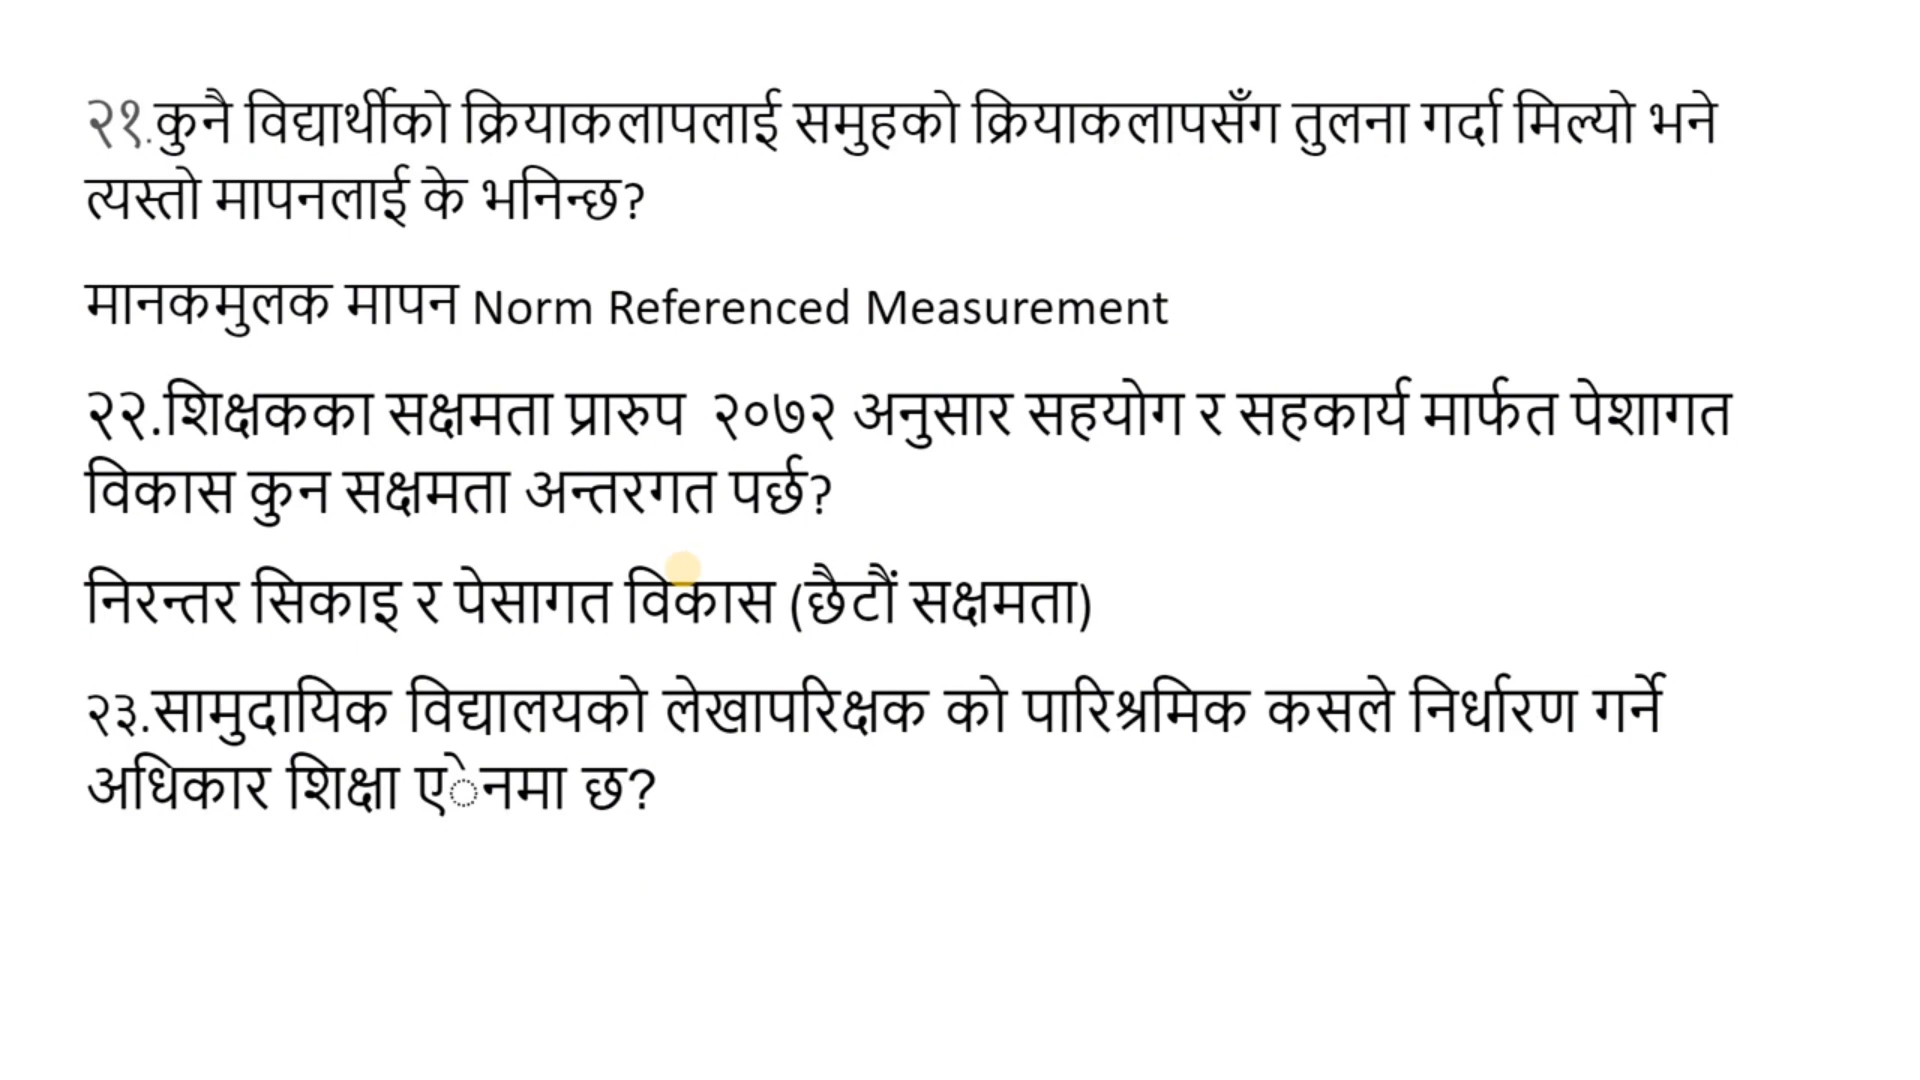 २१.कुनै विद्यार्थीको क्रियाकलापलाई समुहको क्रियाकलापसँग तुलना गर्दा मिल्यो भने
त्यस्तो मापनलाई के भनिन्छ?
मानकमुलक मापन Norm Referenced Measurement
२२.शिक्षकका सक्षमता प्रारुप २०७२ अनुसार सहयोग र सहकार्य मार्फत पेशागत
विकास कुन सक्षमता अन्तरगत पर्छ?
निरन्तर सिकाइ र पेसागत विकास (छैटौं सक्षमता)
२३.सामुदायिक विद्यालयको लेखापरिक्षक को पारिश्रमिक कसले निर्धारण गर्ने
अधिकार शिक्षा एेनमा छ?